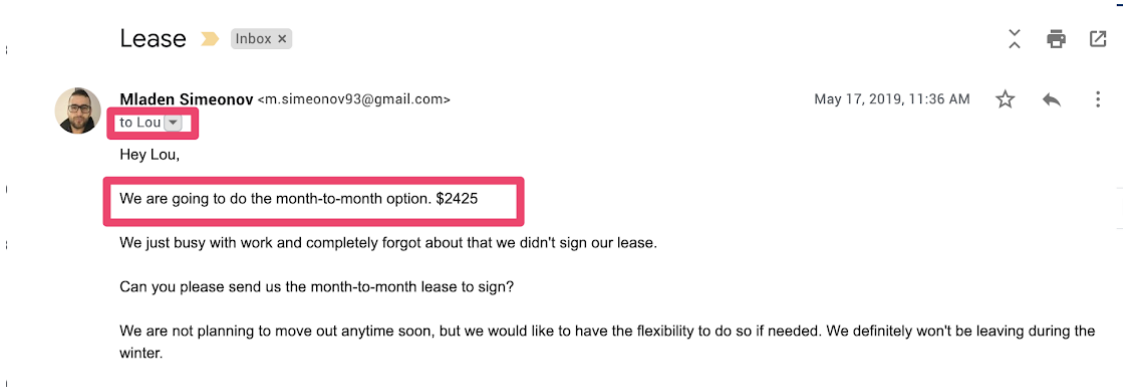 Lease Inbox ×
Mladen Simeonov <m.simeonov93@gmail.com> May 17, 2019, 11:36 AM
to Lou
Hey Lou,
We are going to do the month-to-month option. $2425
We just busy with work and completely forgot about that we didn't sign our lease.
Can you please send us the month-to-month lease to sign?
We are not planning to move out anytime soon, but we would like to have the flexibility to do so if needed. We definitely won't be leaving during the
winter.